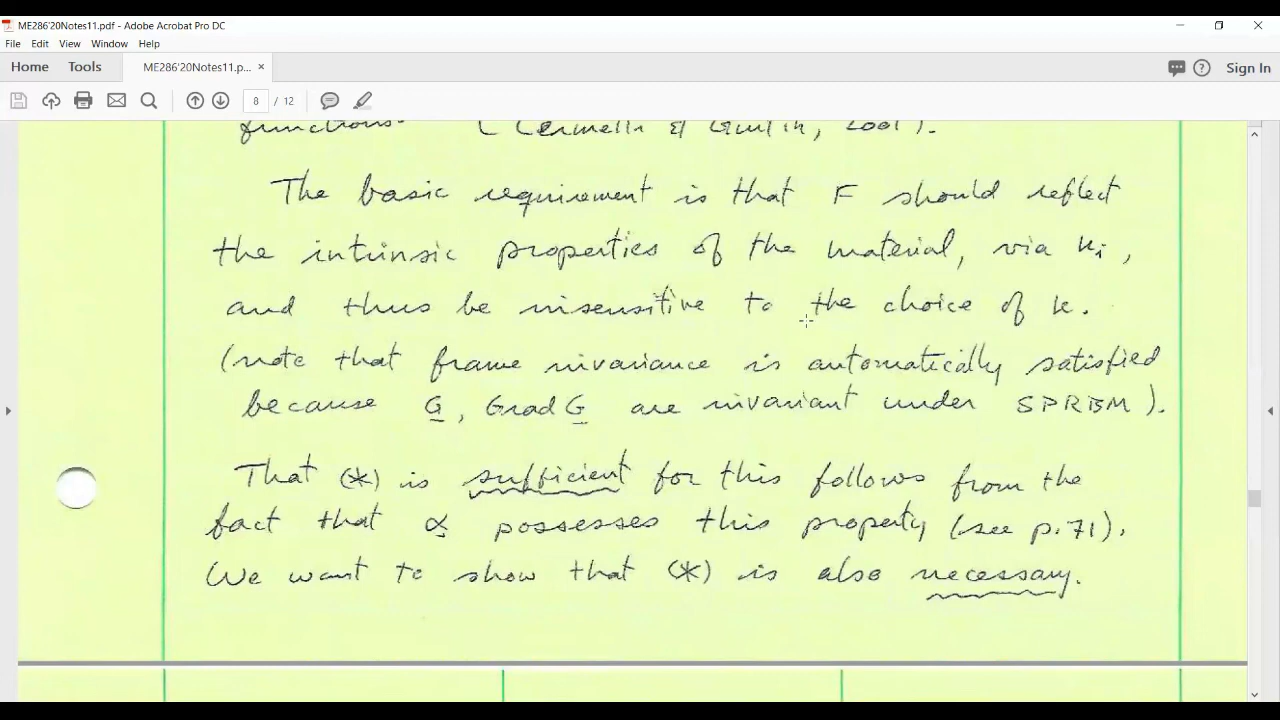 ME286'20Notes11.pdf - Adobe Acrobat Pro DC
File Edit View Window Help
Home Tools ME286'20Notes11.p... × Sign In
8 / 12
functions. (Cermelli & Gurtin, 2001).
The basic requirement is that F should reflect
the intrinsic properties of the material, via κi,
and thus be insensitive to the choice of κ.
(note that frame invariance is automatically satisfied
because G, Grad G are invariant under SPRBM).
That (*) is sufficient for this follows from the
fact that α possesses this property (see p.71).
We want to show that (*) is also necessary.